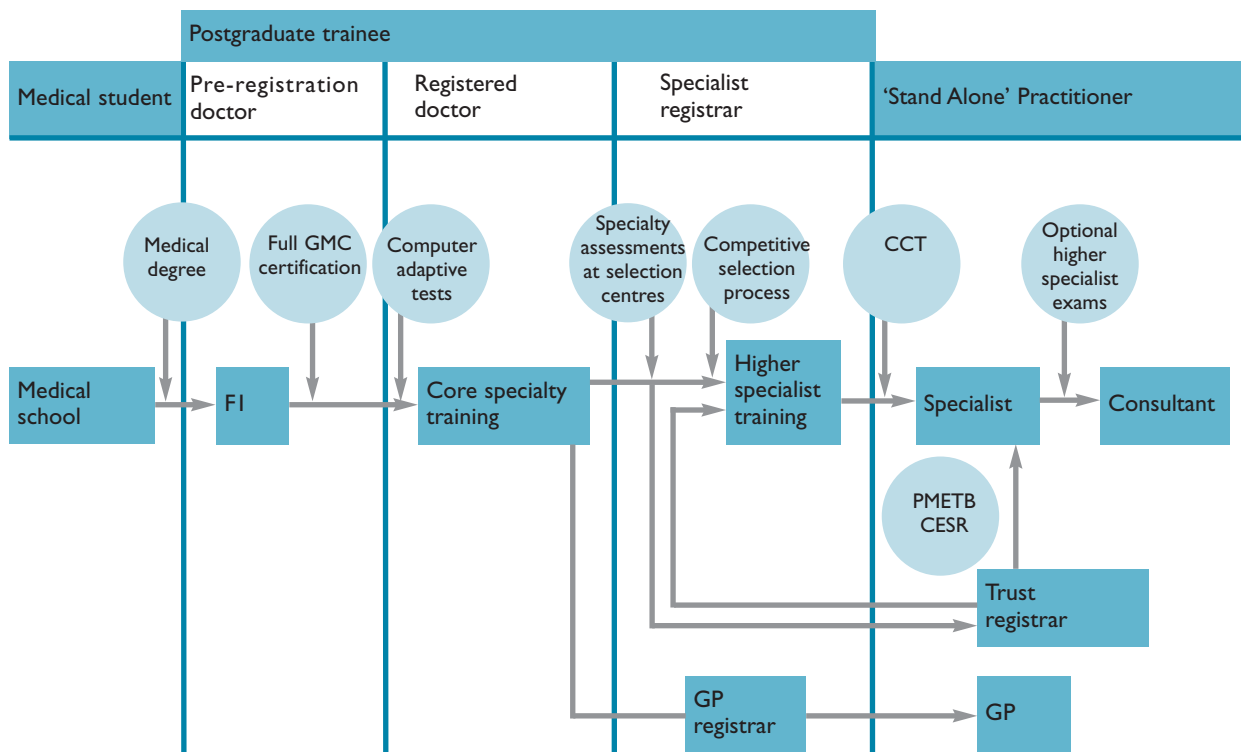 Postgraduate trainee
Medical student
Pre-registration
doctor
Registered
doctor
Specialist
registrar
‘Stand Alone’ Practitioner
Medical
degree
Full GMC
certification
Computer
adaptive
tests
Specialty
assessments
at selection
centres
Competitive
selection
process
CCT
Optional
higher
specialist
exams
Medical
school
F1
Core specialty
training
Higher
specialist
training
Specialist
Consultant
PMETB
CESR
Trust
registrar
GP
registrar
GP